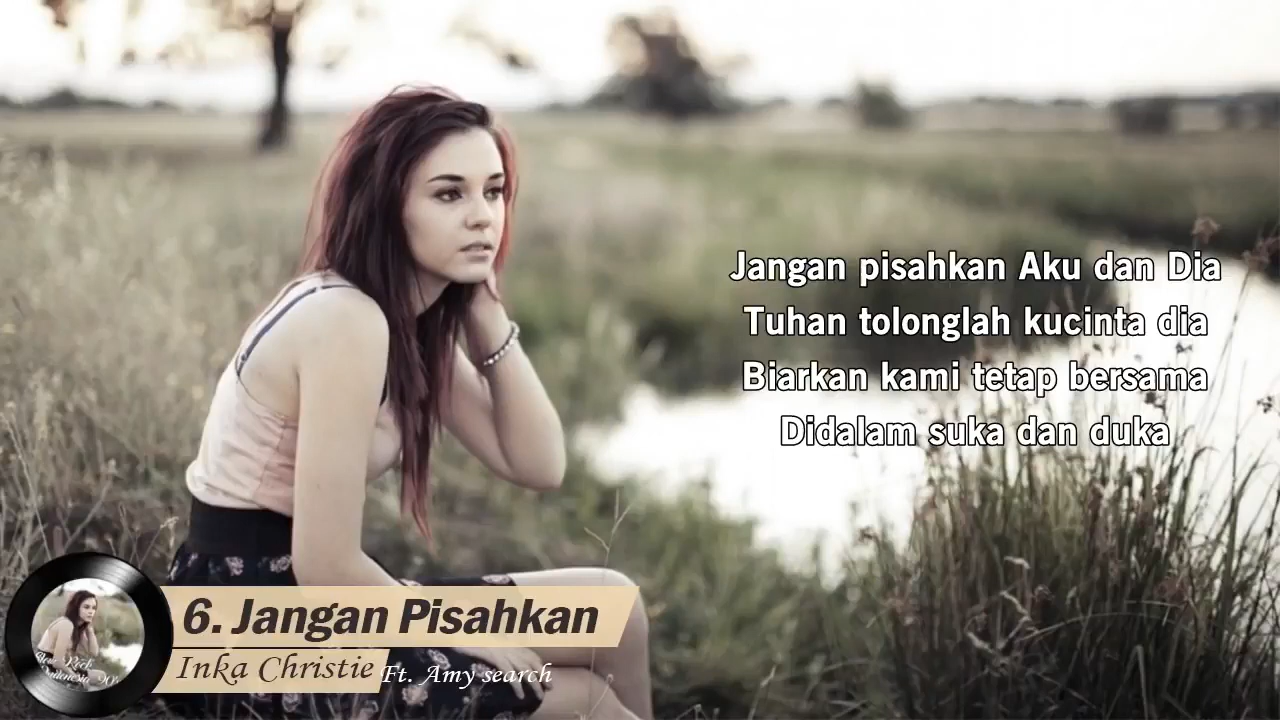 Jangan pisahkan Aku dan Dia
Tuhan tolonglah kucinta dia
Biarkan kami tetap bersama
Didalam suka dan duka
6. Jangan Pisahkan
Inka Christie Ft. Amy search
Rock